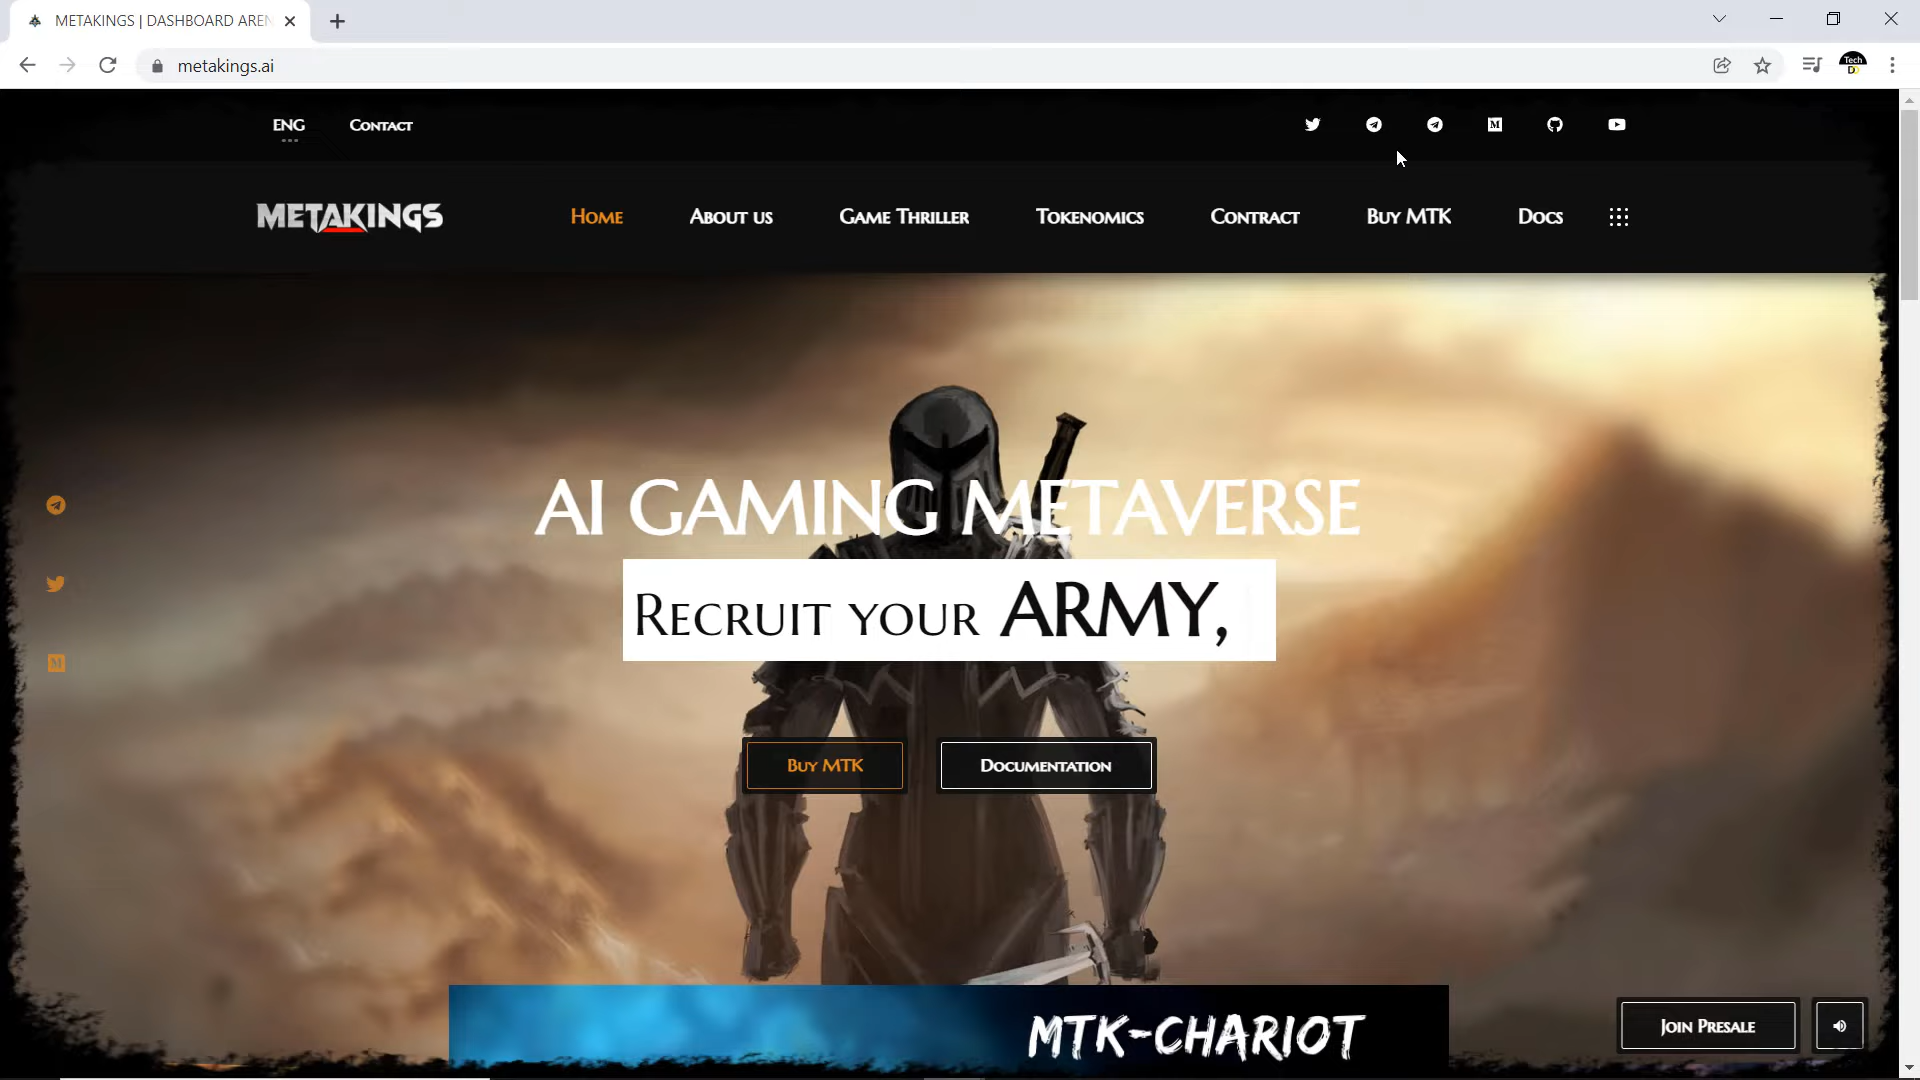 METAKINGS | DASHBOARD AREN
metakings.ai
Tech
D
ENG
Contact
METAKINGS
Home
About us
Game Thriller
Tokenomics
Contract
Buy MTK
Docs
AI GAMING METAVERSE
Recruit your ARMY,
Buy MTK
Documentation
MTK-CHARIOT
Join Presale